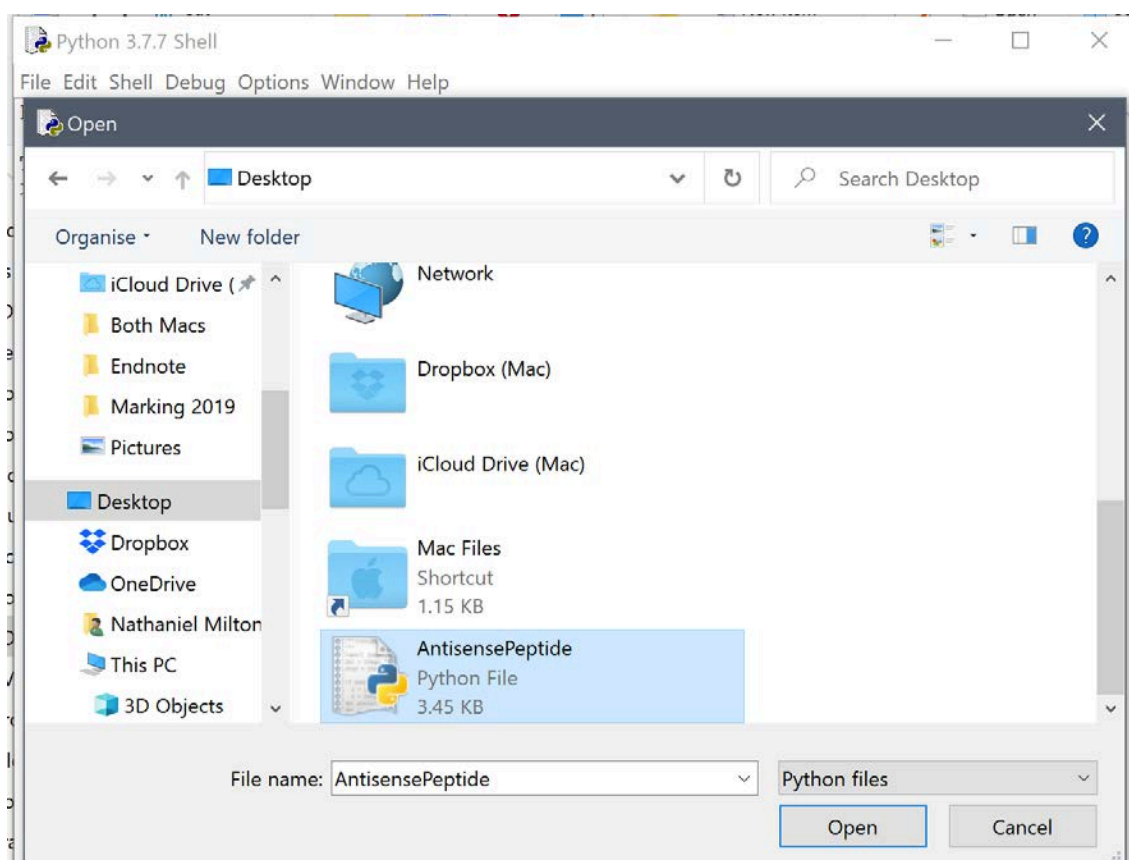 Python 3.7.7 Shell
File Edit Shell Debug Options Window Help
Open
Desktop
Search Desktop
Organise
New folder
iCloud Drive (
Both Macs
Endnote
Marking 2019
Pictures
Desktop
Dropbox
OneDrive
Nathaniel Milton
This PC
3D Objects
Network
Dropbox (Mac)
iCloud Drive (Mac)
Mac Files
Shortcut
1.15 KB
AntisensePeptide
Python File
3.45 KB
File name: AntisensePeptide
Python files
Open
Cancel